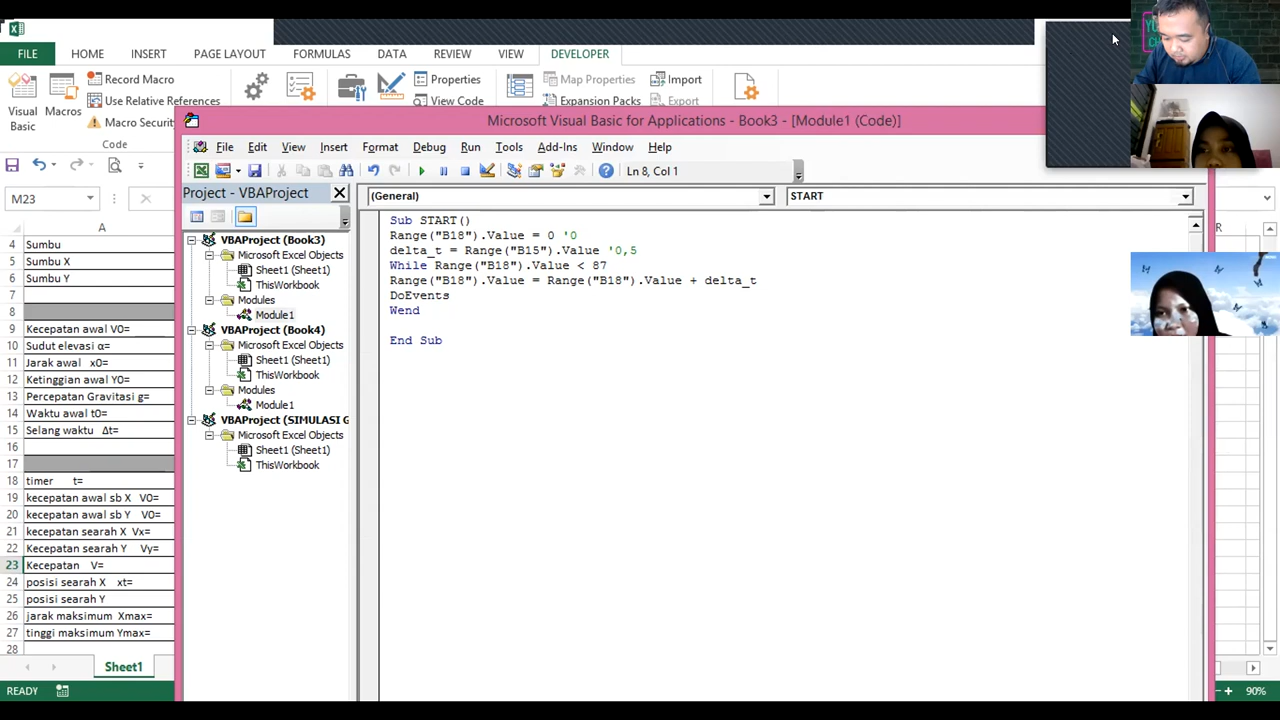 FILE HOME INSERT PAGE LAYOUT FORMULAS DATA REVIEW VIEW DEVELOPER
Record Macro Properties Map Properties Import
Use Relative References View Code Expansion Packs Export
Visual Basic Macros Macro Securit
Code
Microsoft Visual Basic for Applications - Book3 - [Module1 (Code)]
File Edit View Insert Format Debug Run Tools Add-Ins Window Help
Ln 8, Col 1
M23
Project - VBAProject
(General) START
VBAProject (Book3)
Microsoft Excel Objects
Sheet1 (Sheet1)
ThisWorkbook
Modules
Module1
VBAProject (Book4)
Microsoft Excel Objects
Sheet1 (Sheet1)
ThisWorkbook
Modules
Module1
VBAProject (SIMULASI G
Microsoft Excel Objects
Sheet1 (Sheet1)
ThisWorkbook
Sub START()
Range("B18").Value = 0 '0
delta_t = Range("B15").Value '0,5
While Range("B18").Value < 87
Range("B18").Value = Range("B18").Value + delta_t
DoEvents
Wend
End Sub
A
R
4 Sumbu
5 Sumbu X
6 Sumbu Y
7
8
9 Kecepatan awal V0=
10 Sudut elevasi α=
11 Jarak awal x0=
12 Ketinggian awal Y0=
13 Percepatan Gravitasi g=
14 Waktu awal t0=
15 Selang waktu Δt=
16
17
18 timer t=
19 kecepatan awal sb X V0=
20 kecepatan awal sb Y V0=
21 kecepatan searah X Vx=
22 Kecepatan searah Y Vy=
23 Kecepatan V=
24 posisi searah X xt=
25 posisi searah Y
26 jarak maksimum Xmax=
27 tinggi maksimum Ymax=
28
Sheet1
READY
90%